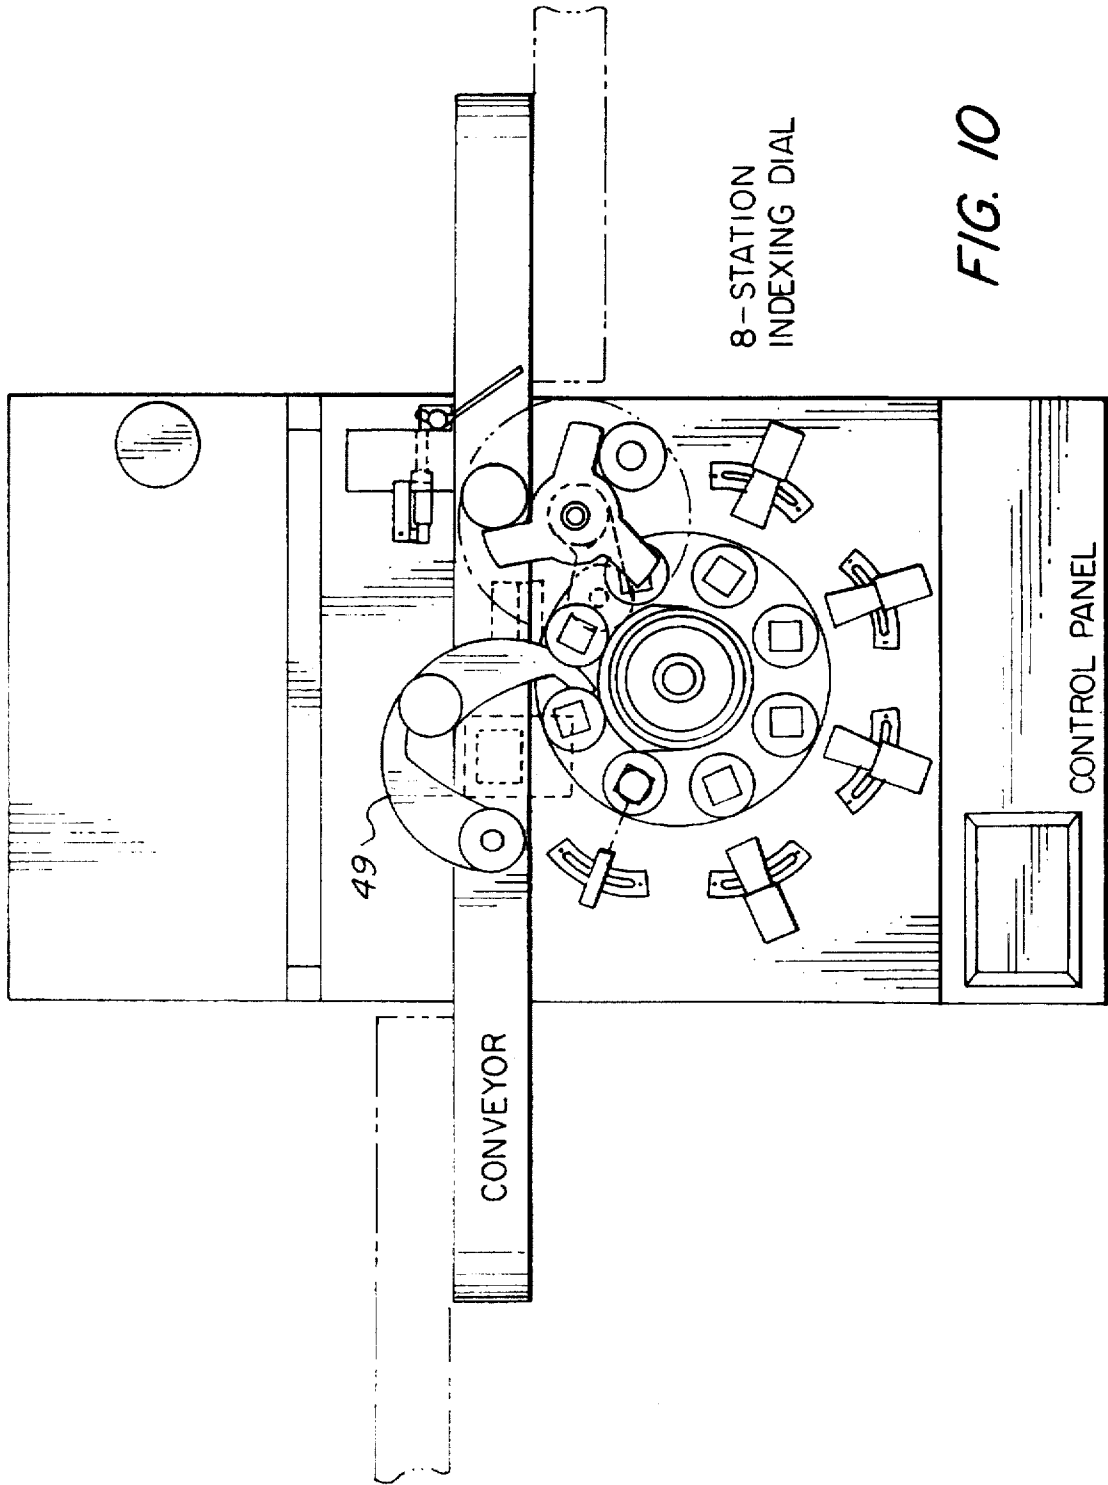 49
CONVEYOR
8-STATION
INDEXING DIAL
CONTROL PANEL
FIG. 10